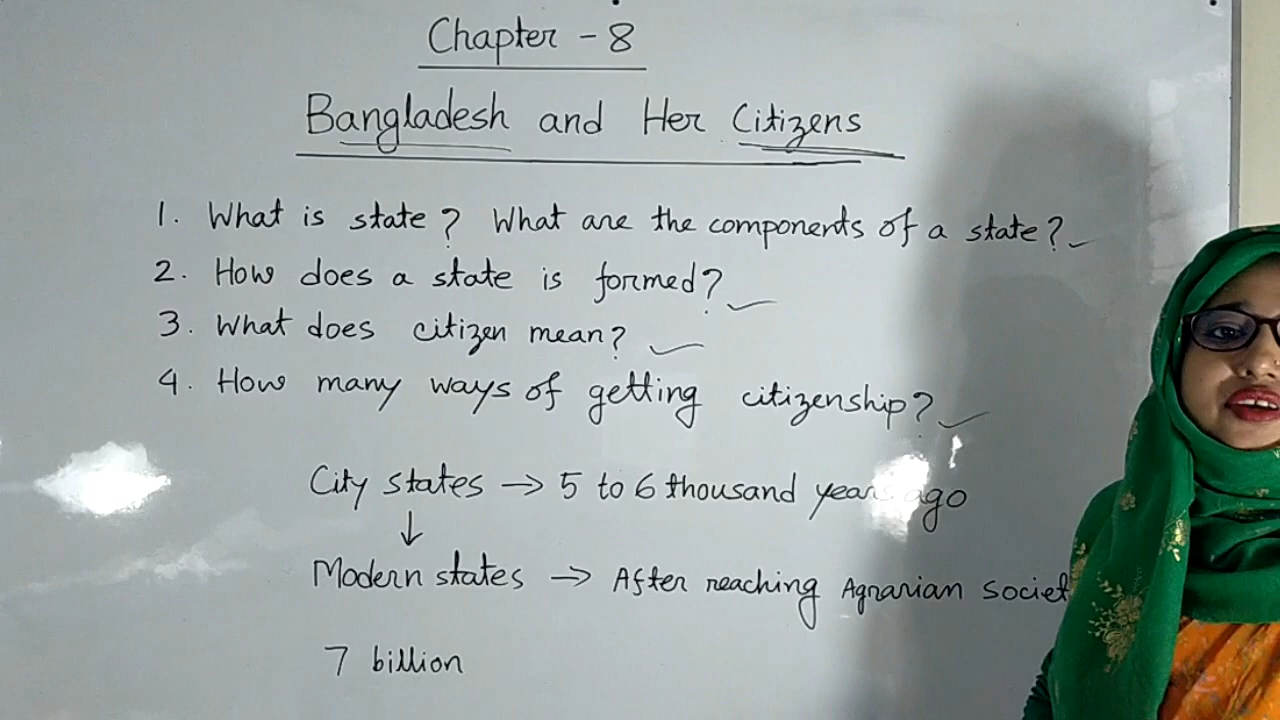 Chapter - 8
Bangladesh and Her Citizens
1. What is state? What are the components of a state?
2. How does a state is formed?
3. What does citizen mean?
4. How many ways of getting citizenship?
City states → 5 to 6 thousand years ago
↓
Modern states → After reaching Agrarian societ
7 billion